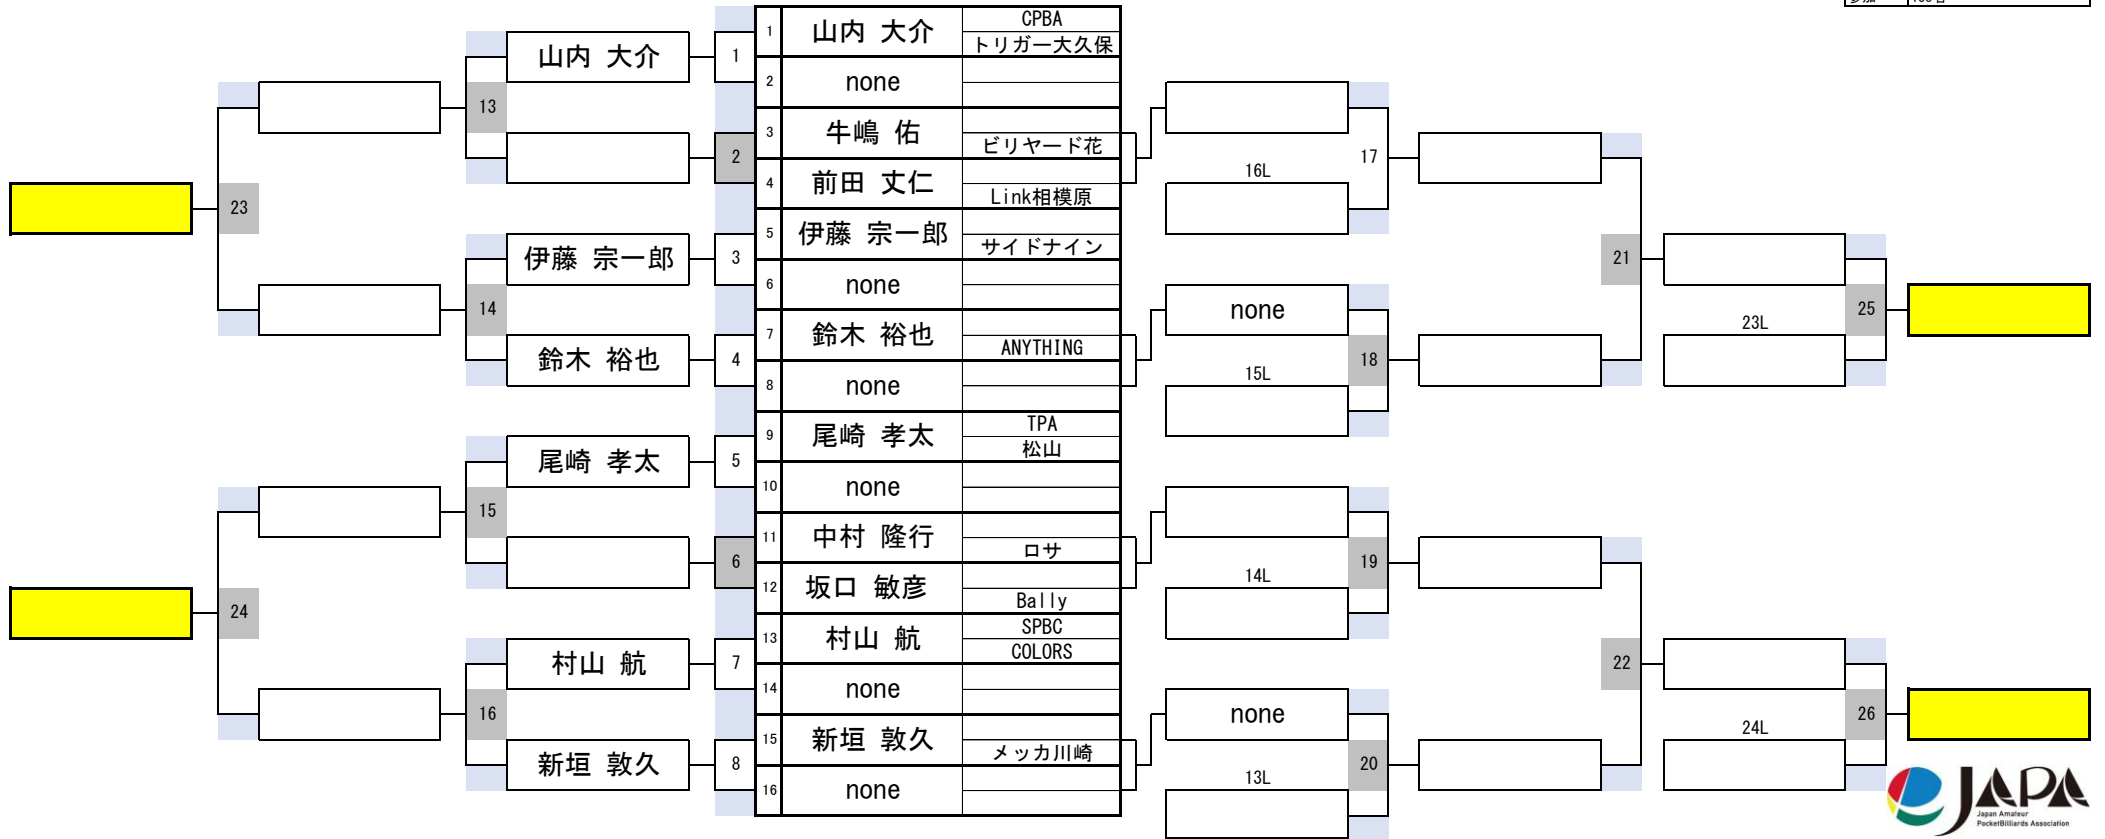 1 山内 大介 CPBA
トリガー大久保
2 none
3 牛嶋 佑
ビリヤード花
4 前田 丈仁
Link相模原
5 伊藤 宗一郎
サイドナイン
6 none
7 鈴木 裕也
ANYTHING
8 none
9 尾崎 孝太 TPA
松山
10 none
11 中村 隆行
ロサ
12 坂口 敏彦
Bally
13 村山 航 SPBC
COLORS
14 none
15 新垣 敦久
メッカ川崎
16 none
山内 大介 1
13
2
23
伊藤 宗一郎 3
14
鈴木 裕也 4
尾崎 孝太 5
15
6
24
村山 航 7
16
新垣 敦久 8
17
16L
21
none
18
15L
25
23L
19
14L
22
none
20
13L
26
24L
JAPA
Japan Amateur
PocketBilliards Association